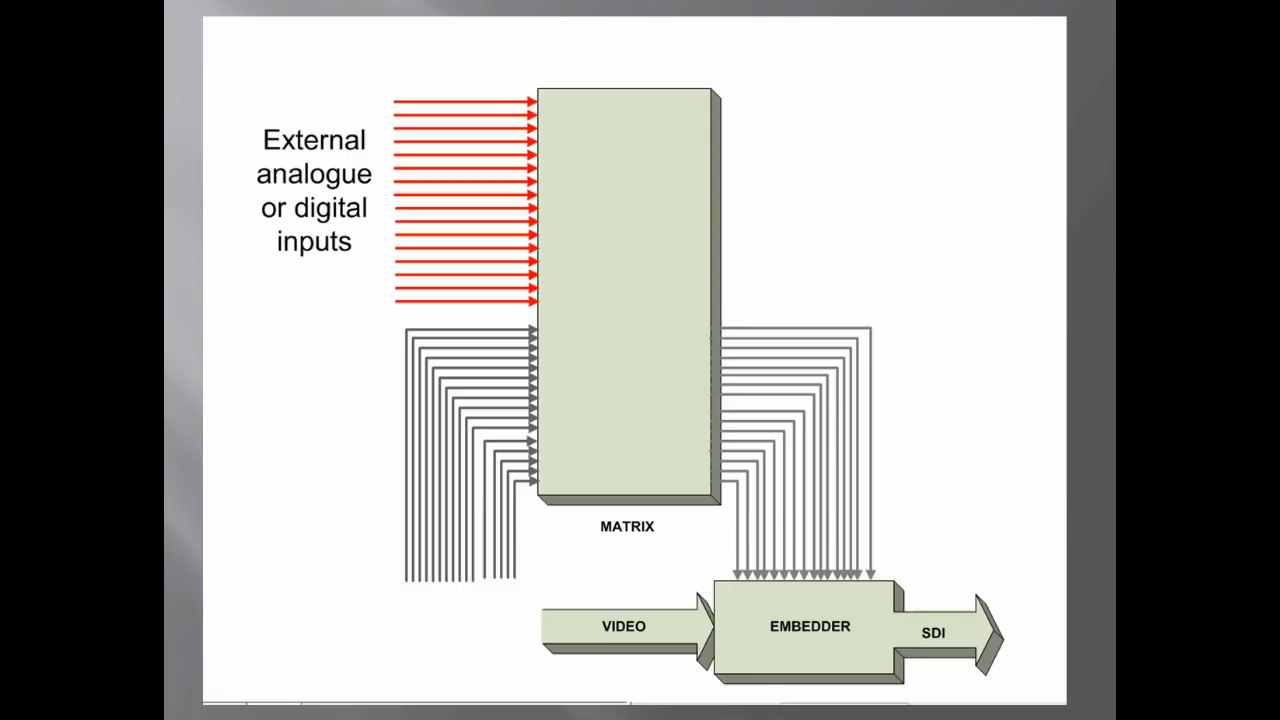 External
analogue
or digital
inputs
MATRIX
VIDEO
EMBEDDER
SDI